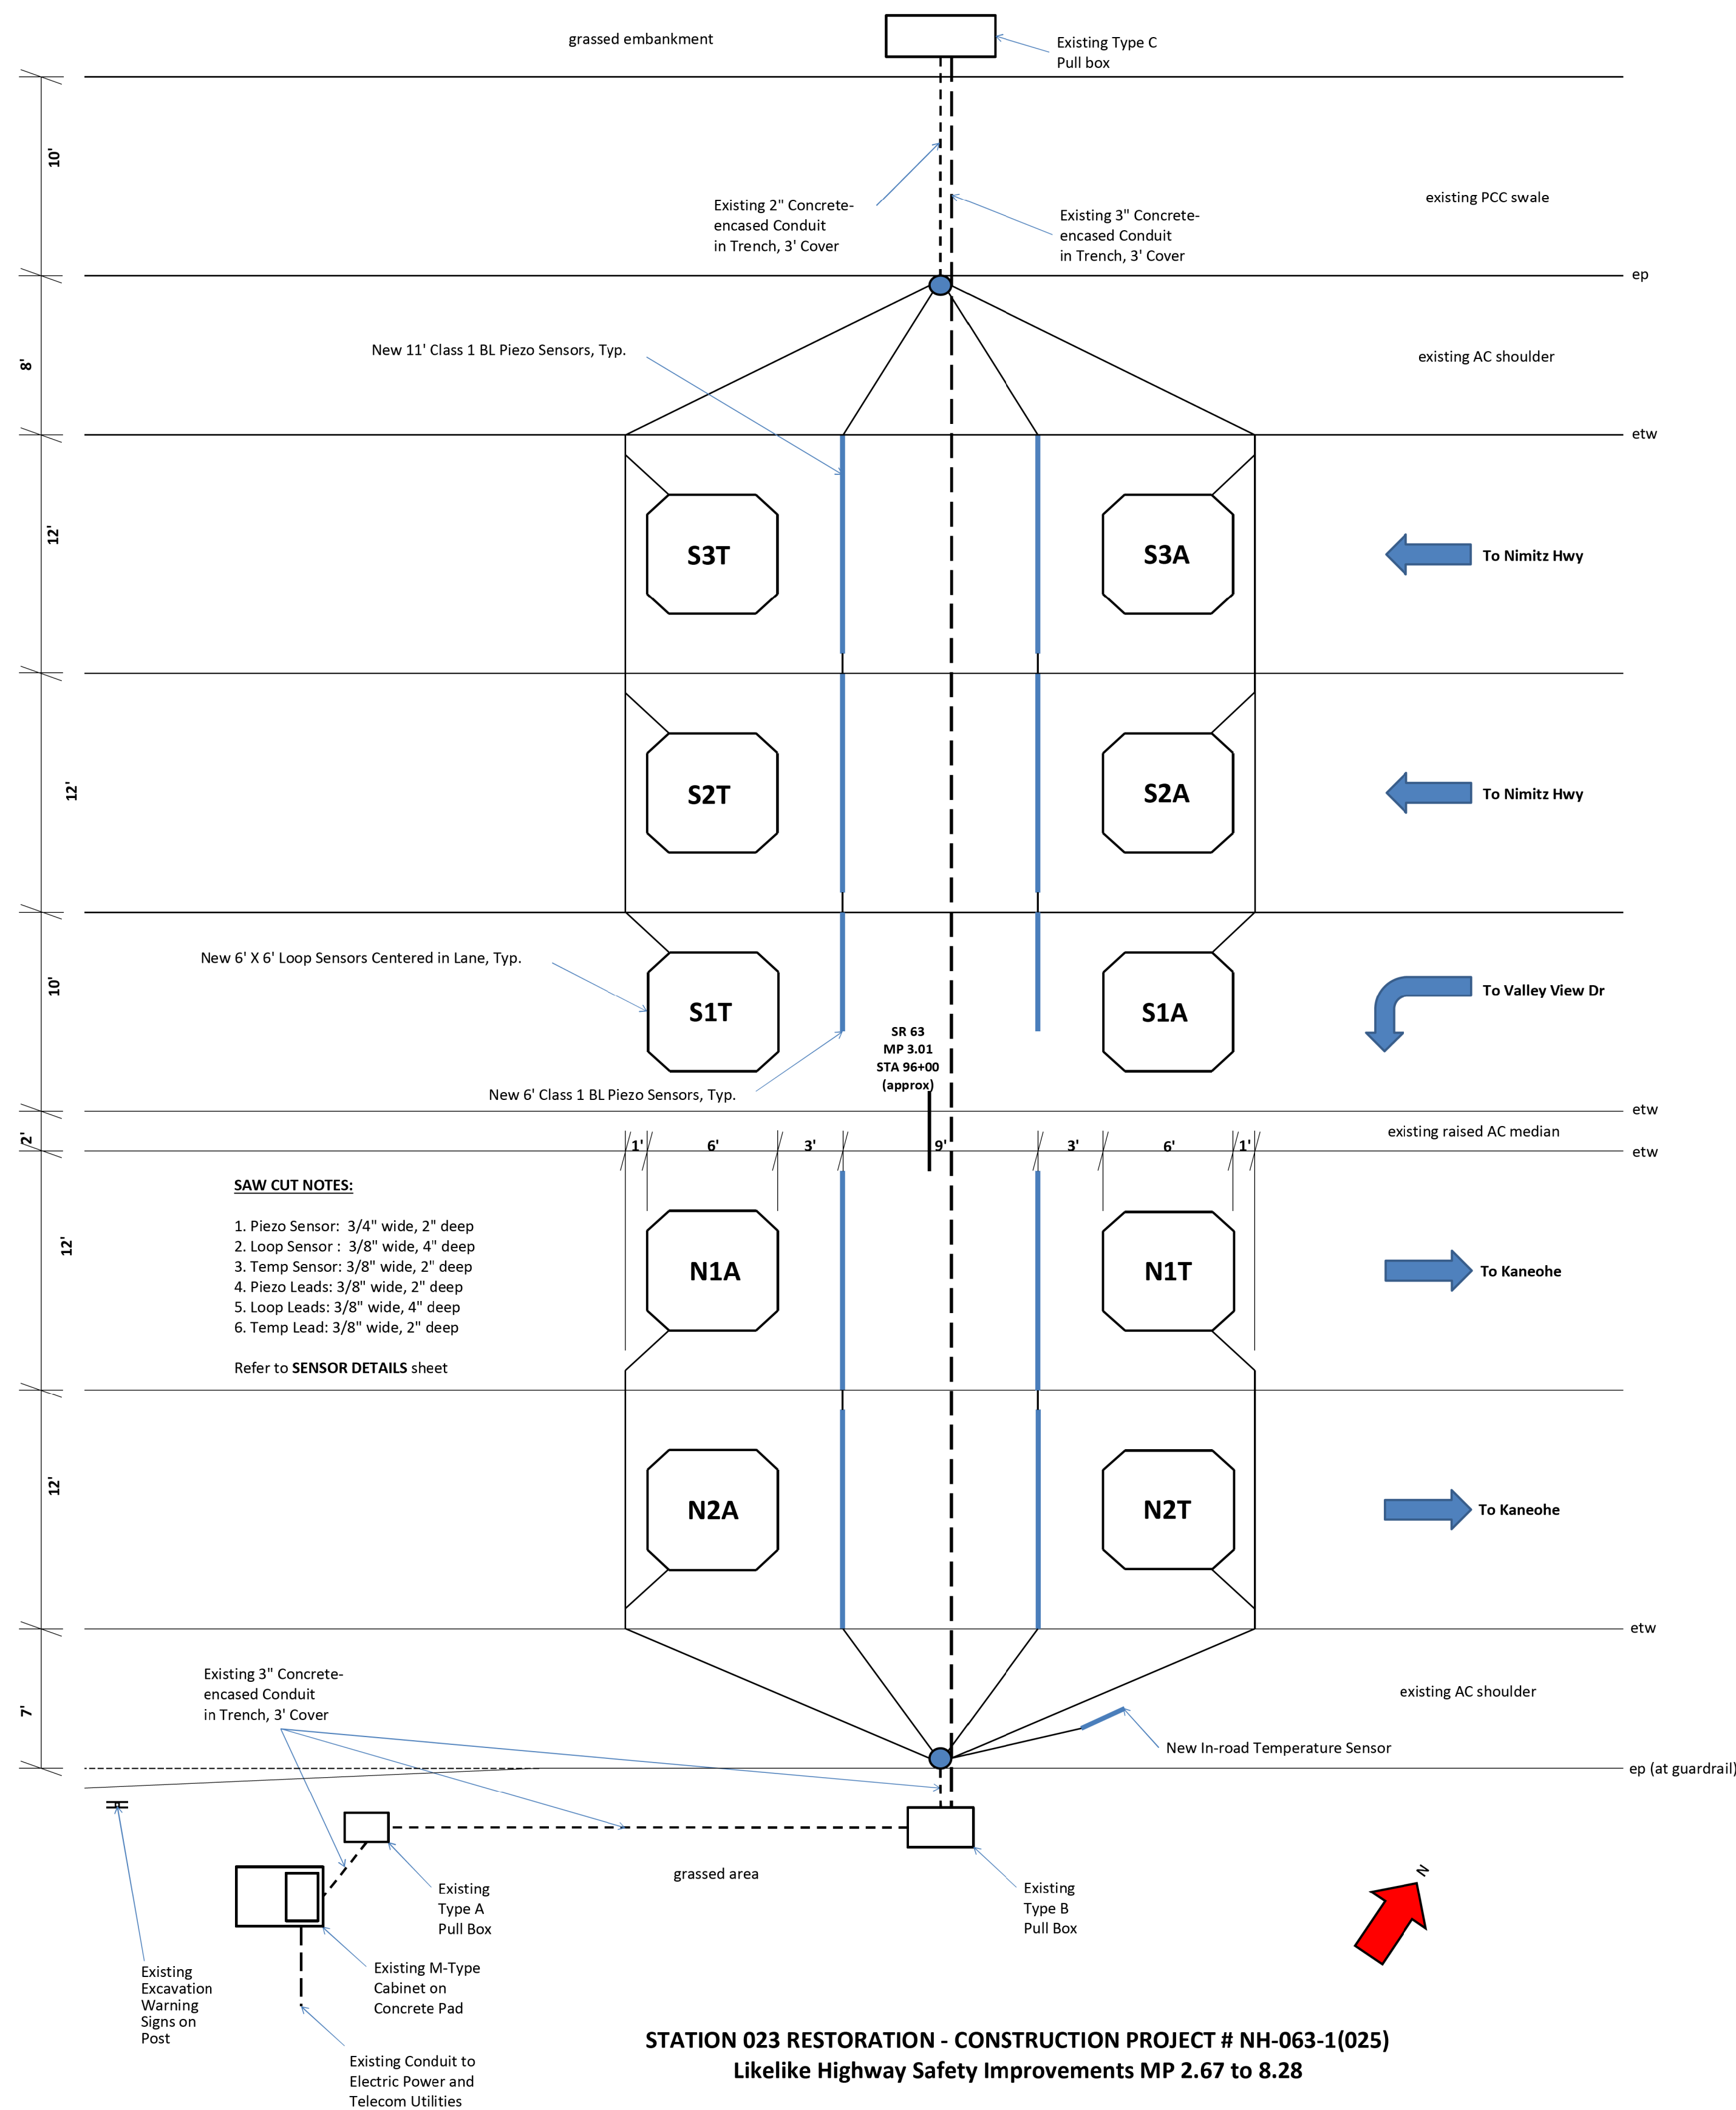 grassed embankment
Existing Type C
Pull box
10'
Existing 2" Concrete-
encased Conduit
in Trench, 3' Cover
Existing 3" Concrete-
encased Conduit
in Trench, 3' Cover
existing PCC swale
ep
New 11' Class 1 BL Piezo Sensors, Typ.
existing AC shoulder
8'
etw
12'
S3T
S3A
To Nimitz Hwy
12'
S2T
S2A
To Nimitz Hwy
New 6' X 6' Loop Sensors Centered in Lane, Typ.
10'
S1T
S1A
To Valley View Dr
SR 63
MP 3.01
STA 96+00
(approx)
New 6' Class 1 BL Piezo Sensors, Typ.
etw
2'
existing raised AC median
1'
6'
3'
9'
3'
6'
1'
etw
SAW CUT NOTES:
1. Piezo Sensor: 3/4" wide, 2" deep
2. Loop Sensor : 3/8" wide, 4" deep
3. Temp Sensor: 3/8" wide, 2" deep
4. Piezo Leads: 3/8" wide, 2" deep
5. Loop Leads: 3/8" wide, 4" deep
6. Temp Lead: 3/8" wide, 2" deep
Refer to SENSOR DETAILS sheet
12'
N1A
N1T
To Kaneohe
12'
N2A
N2T
To Kaneohe
etw
Existing 3" Concrete-
encased Conduit
in Trench, 3' Cover
7'
existing AC shoulder
New In-road Temperature Sensor
ep (at guardrail)
grassed area
N
Existing
Type A
Pull Box
Existing
Type B
Pull Box
Existing M-Type
Cabinet on
Concrete Pad
Existing
Excavation
Warning
Signs on
Post
Existing Conduit to
Electric Power and
Telecom Utilities
STATION 023 RESTORATION - CONSTRUCTION PROJECT # NH-063-1(025)
Likelike Highway Safety Improvements MP 2.67 to 8.28